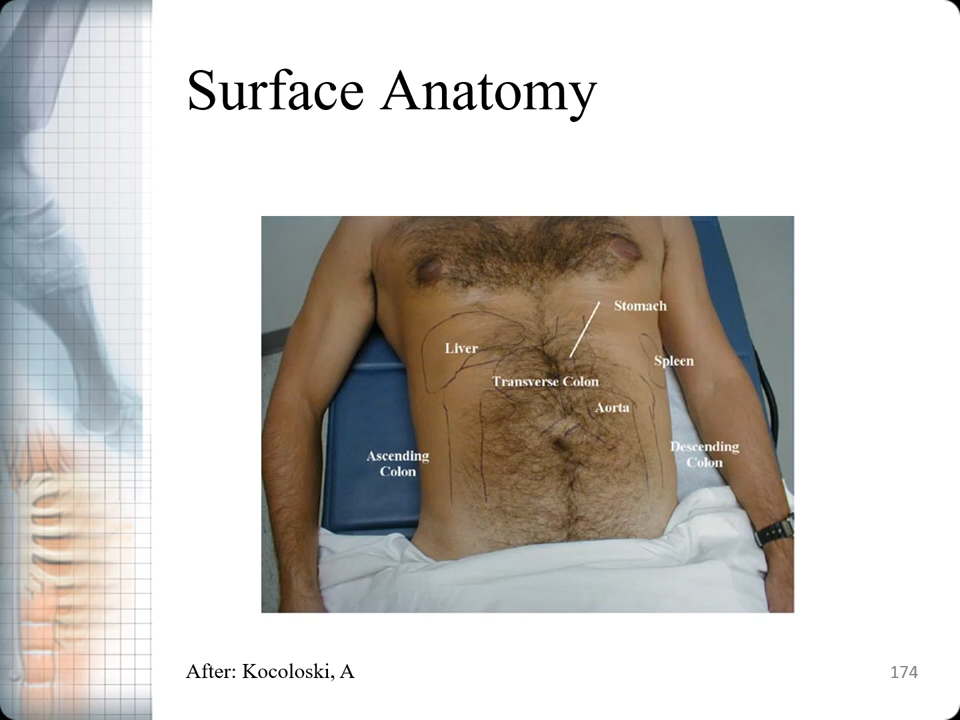 Surface Anatomy
Stomach
Liver
Spleen
Transverse Colon
Aorta
Ascending
Colon
Descending
Colon
After: Kocoloski, A
174